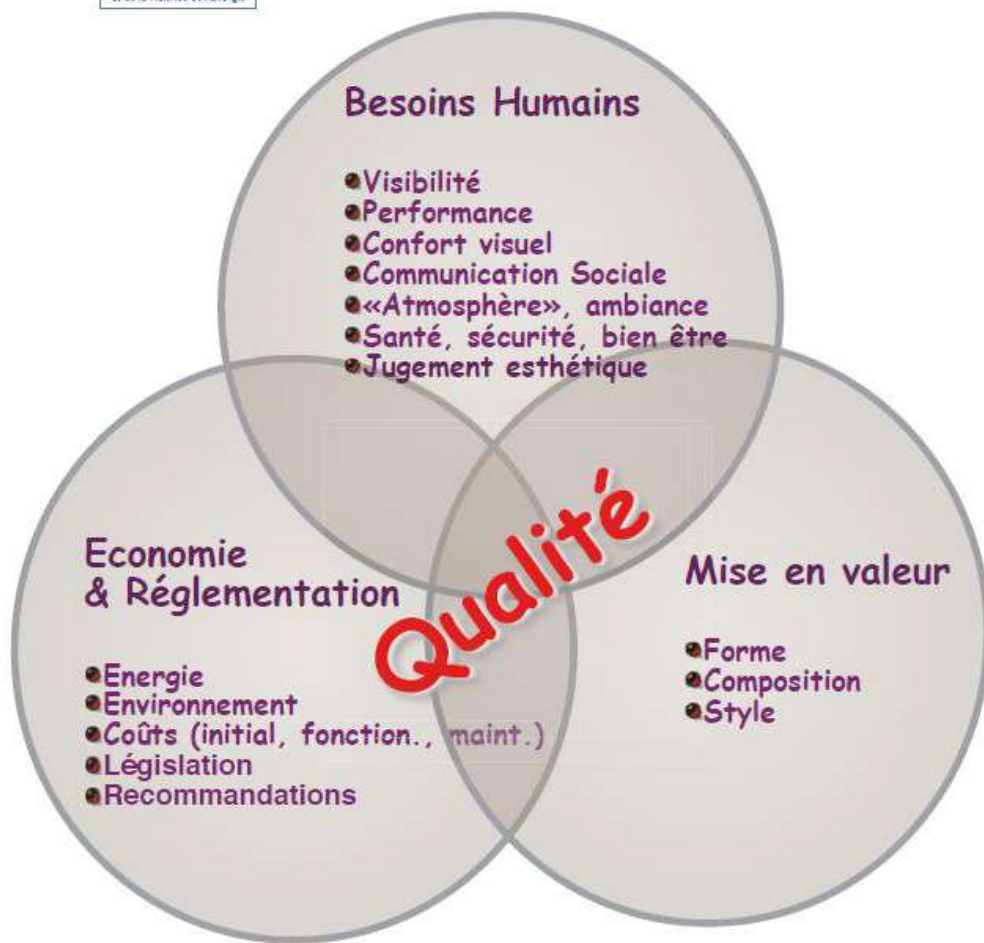 Besoins Humains
Visibilité
Performance
Confort visuel
Communication Sociale
«Atmosphère», ambiance
Santé, sécurité, bien être
Jugement esthétique
Qualité
Economie
& Réglementation
Energie
Environnement
Coûts (initial, fonction., maint.)
Législation
Recommandations
Mise en valeur
Forme
Composition
Style